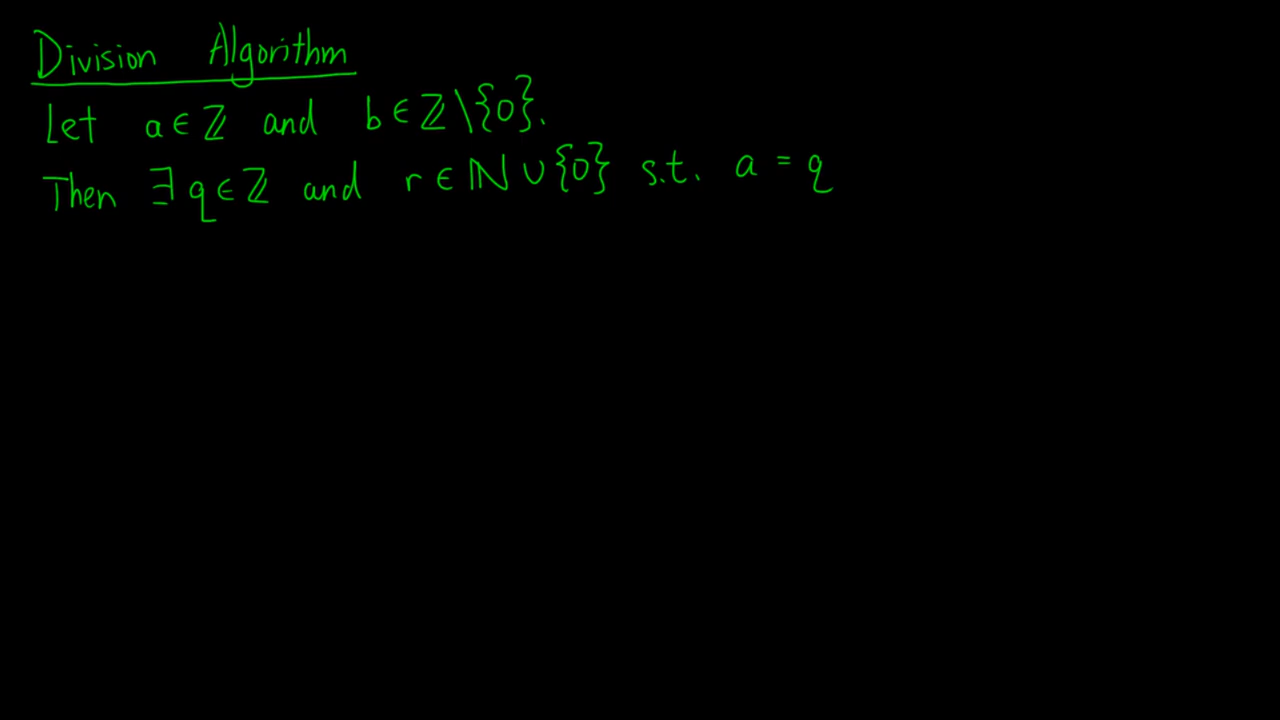 Division Algorithm
Let a ∈ ℤ and b ∈ ℤ\{0}.
Then ∃ q ∈ ℤ and r ∈ ℕ ∪ {0} s.t. a = q